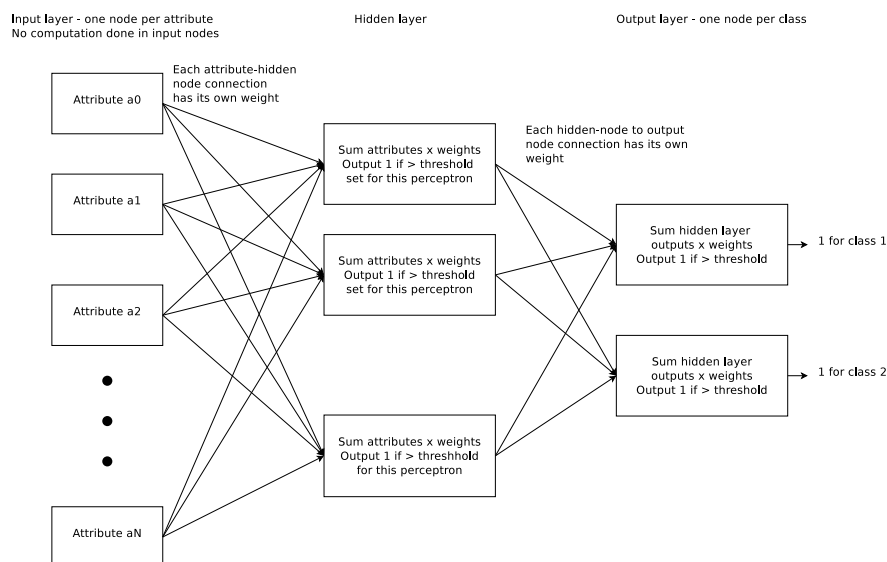 Input layer - one node per attribute
No computation done in input nodes
Hidden layer
Output layer - one node per class
Each attribute-hidden
node connection
has its own weight
Attribute a0
Attribute a1
Attribute a2
Attribute aN
Sum attributes x weights
Output 1 if > threshold
set for this perceptron
Sum attributes x weights
Output 1 if > threshold
set for this perceptron
Sum attributes x weights
Output 1 if > threshhold
for this perceptron
Each hidden-node to output
node connection has its own
weight
Sum hidden layer
outputs x weights
Output 1 if > threshold
1 for class 1
Sum hidden layer
outputs x weights
Output 1 if > threshold
1 for class 2